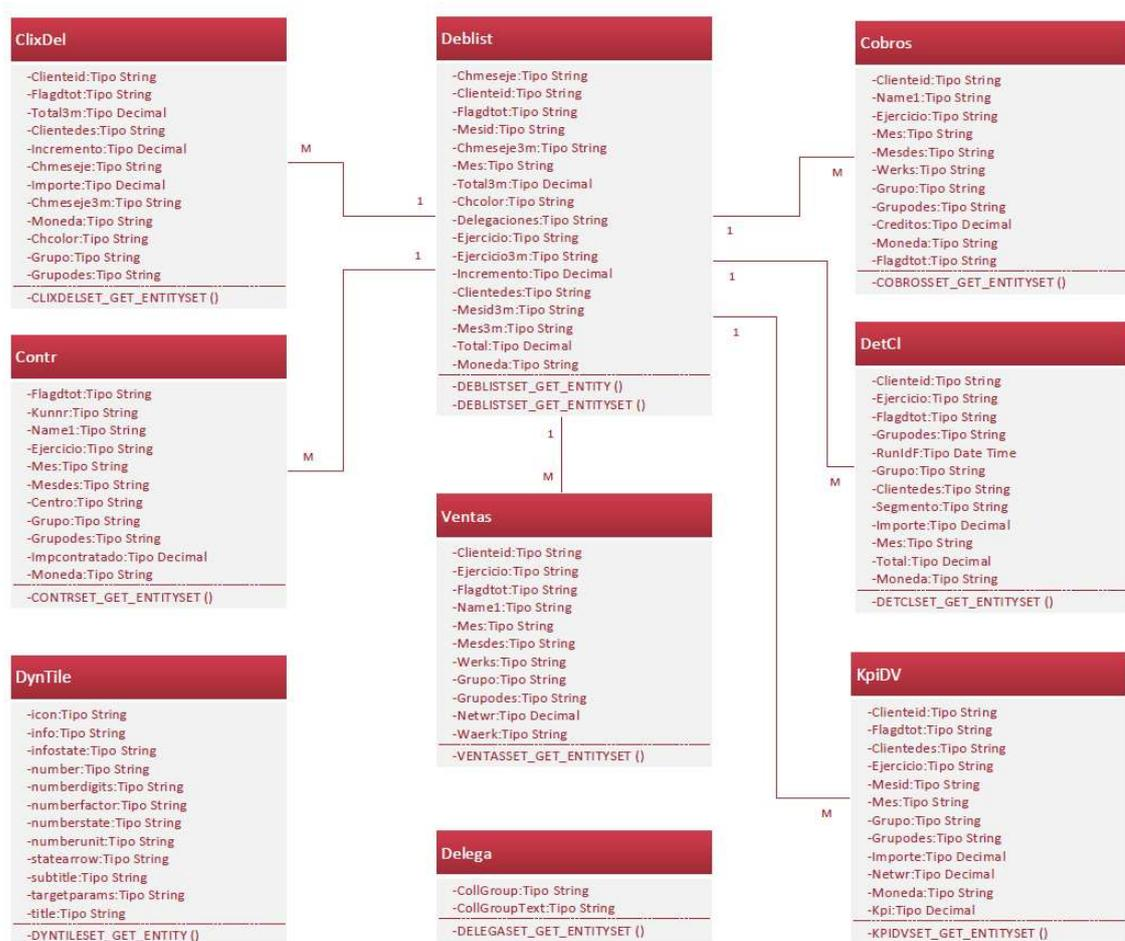 ClixDel
-Clienteid:Tipo String
-Flagdtot:Tipo String
-Total3m:Tipo Decimal
-Clientedes:Tipo String
-Incremento:Tipo Decimal
-Chmeseje:Tipo String
-Importe:Tipo Decimal
-Chmeseje3m:Tipo String
-Moneda:Tipo String
-Chcolor:Tipo String
-Grupo:Tipo String
-Grupodes:Tipo String
-CLIXDELSET_GET_ENTITYSET ()
M
1
Deblist
-Chmeseje:Tipo String
-Clienteid:Tipo String
-Flagdtot:Tipo String
-Mesid:Tipo String
-Chmeseje3m:Tipo String
-Mes:Tipo String
-Total3m:Tipo Decimal
-Chcolor:Tipo String
-Delegaciones:Tipo String
-Ejercicio:Tipo String
-Ejercicio3m:Tipo String
-Incremento:Tipo Decimal
-Clientedes:Tipo String
-Mesid3m:Tipo String
-Mes3m:Tipo String
-Total:Tipo Decimal
-Moneda:Tipo String
-DEBLISTSET_GET_ENTITY ()
-DEBLISTSET_GET_ENTITYSET ()
M
1
Cobros
-Clienteid:Tipo String
-Name1:Tipo String
-Ejercicio:Tipo String
-Mes:Tipo String
-Mesdes:Tipo String
-Werks:Tipo String
-Grupo:Tipo String
-Grupodes:Tipo String
-Creditos:Tipo Decimal
-Moneda:Tipo String
-Flagdtot:Tipo String
-COBROSSET_GET_ENTITYSET ()
Contr
-Flagdtot:Tipo String
-Kunnr:Tipo String
-Name1:Tipo String
-Ejercicio:Tipo String
-Mes:Tipo String
-Mesdes:Tipo String
-Centro:Tipo String
-Grupo:Tipo String
-Grupodes:Tipo String
-Impcontratado:Tipo Decimal
-Moneda:Tipo String
-CONTRSET_GET_ENTITYSET ()
1
M
1
M
Ventas
-Clienteid:Tipo String
-Ejercicio:Tipo String
-Flagdtot:Tipo String
-Name1:Tipo String
-Mes:Tipo String
-Mesdes:Tipo String
-Werks:Tipo String
-Grupo:Tipo String
-Grupodes:Tipo String
-Netwr:Tipo Decimal
-Waerk:Tipo String
-VENTASSET_GET_ENTITYSET ()
1
M
DetCl
-Clienteid:Tipo String
-Ejercicio:Tipo String
-Flagdtot:Tipo String
-Grupodes:Tipo String
-RunIdF:Tipo Date Time
-Grupo:Tipo String
-Clientedes:Tipo String
-Segmento:Tipo String
-Importe:Tipo Decimal
-Mes:Tipo String
-Total:Tipo Decimal
-Moneda:Tipo String
-DETCLSET_GET_ENTITYSET ()
DynTile
-icon:Tipo String
-info:Tipo String
-infostate:Tipo String
-number:Tipo String
-numberdigits:Tipo String
-numberfactor:Tipo String
-numberstate:Tipo String
-numberunit:Tipo String
-statearrow:Tipo String
-subtitle:Tipo String
-targetparams:Tipo String
-title:Tipo String
-DYNTILESET_GET_ENTITY ()
Delega
-CollGroup:Tipo String
-CollGroupText:Tipo String
-DELEGASET_GET_ENTITYSET ()
1
M
KpiDV
-Clienteid:Tipo String
-Flagdtot:Tipo String
-Clientedes:Tipo String
-Ejercicio:Tipo String
-Mesid:Tipo String
-Mes:Tipo String
-Grupo:Tipo String
-Grupodes:Tipo String
-Importe:Tipo Decimal
-Netwr:Tipo Decimal
-Moneda:Tipo String
-Kpi:Tipo Decimal
-KPIDVSET_GET_ENTITYSET ()